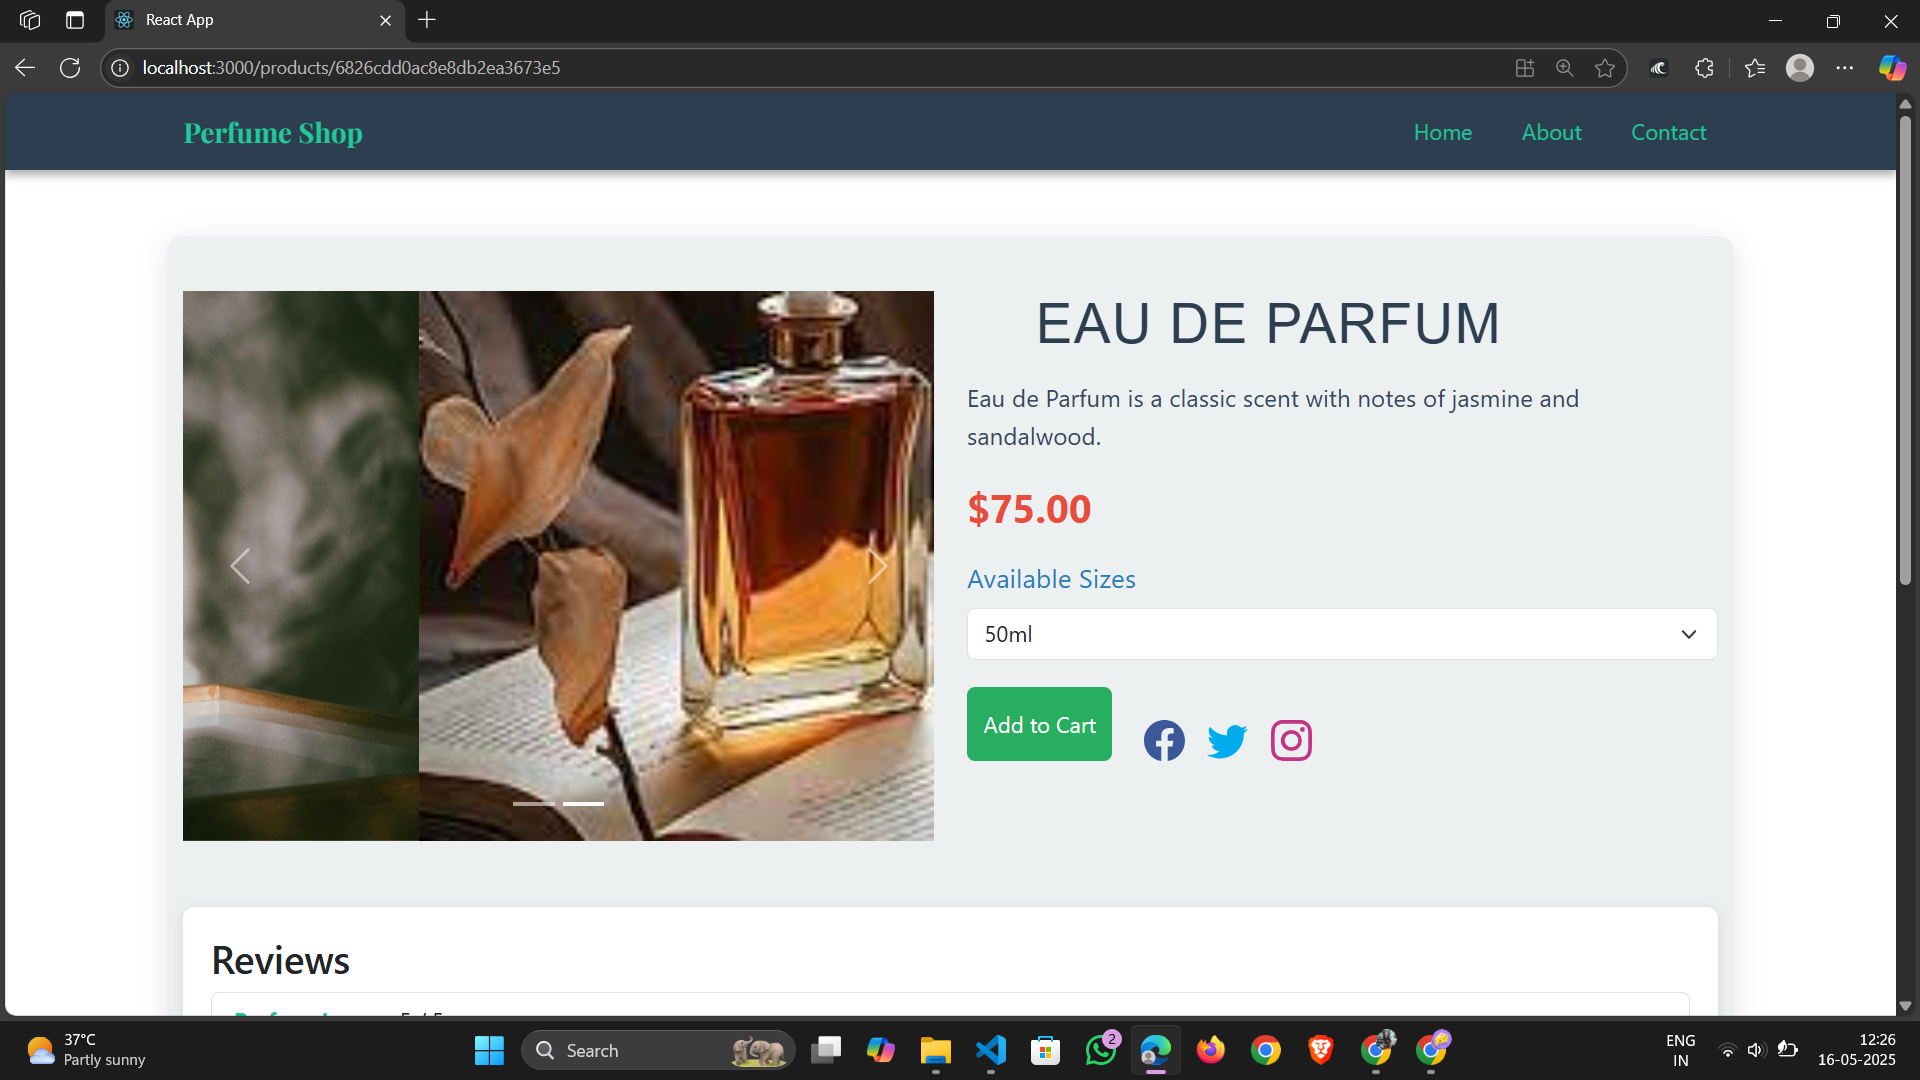 React App
localhost:3000/products/6826cdd0ac8e8db2ea3673e5
Perfume Shop
Home
About
Contact
EAU DE PARFUM
Eau de Parfum is a classic scent with notes of jasmine and
sandalwood.
$75.00
Available Sizes
50ml
Add to Cart
Reviews
37°C
Partly sunny
Search
2
ENG
IN
12:26
16-05-2025